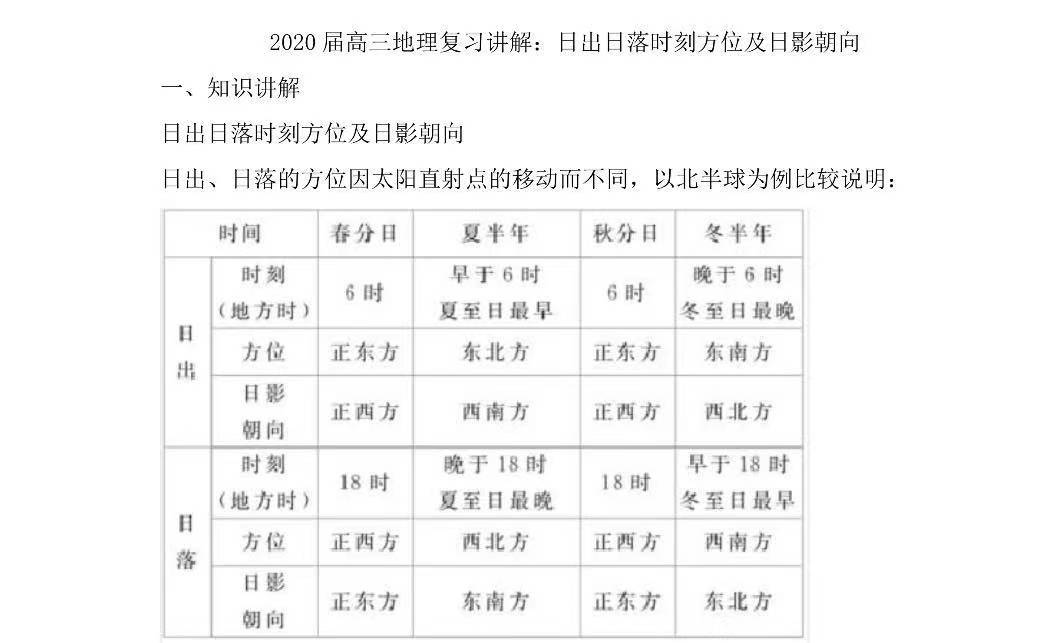 2020 届高三地理复习讲解：日出日落时刻方位及日影朝向
一、知识讲解
日出日落时刻方位及日影朝向
日出、日落的方位因太阳直射点的移动而不同，以北半球为例比较说明：
时间 春分日 夏半年 秋分日 冬半年
日出
时刻（地方时） 6 时 早于 6 时 夏至日最早 6 时 晚于 6 时 冬至日最晚
方位 正东方 东北方 正东方 东南方
日影朝向 正西方 西南方 正西方 西北方
日落
时刻（地方时） 18 时 晚于 18 时 夏至日最晚 18 时 早于 18 时 冬至日最早
方位 正西方 西北方 正西方 西南方
日影朝向 正东方 东南方 正东方 东北方